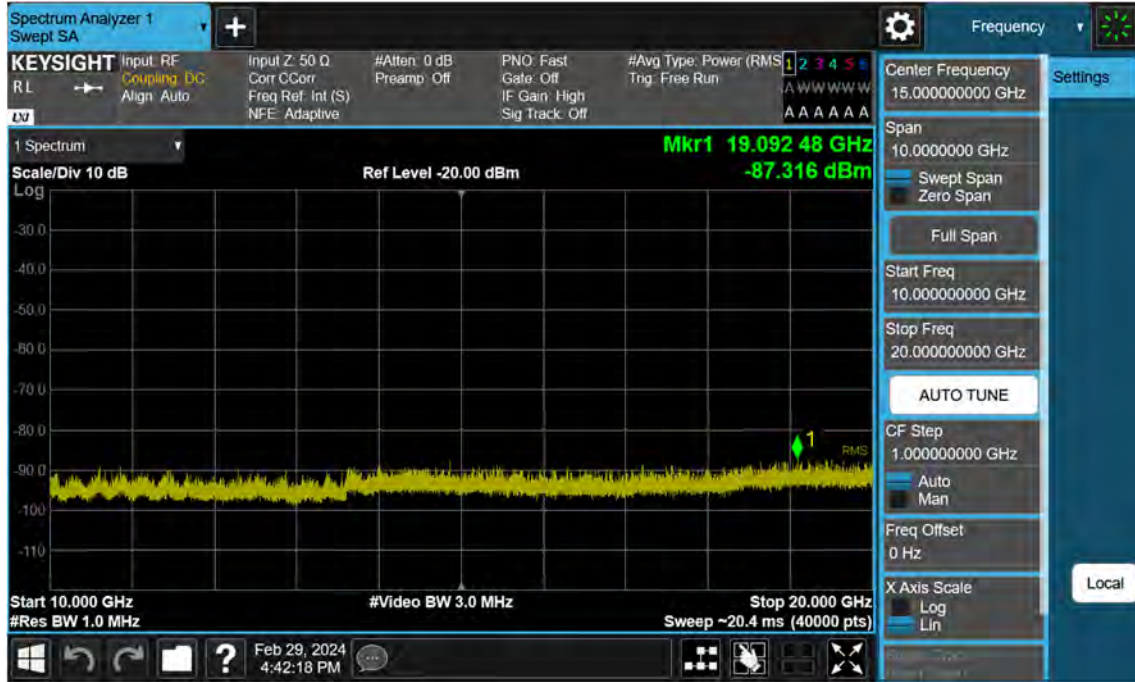 Spectrum Analyzer 1
Swept SA
Frequency
KEYSIGHT
RL
LXI
Input: RF
Coupling: DC
Align: Auto
Input Z: 50 Ω
Corr CCorr
Freq Ref: Int (S)
NFE: Adaptive
#Atten: 0 dB
Preamp: Off
PNO: Fast
Gate: Off
IF Gain: High
Sig Track: Off
#Avg Type: Power (RMS
Trig: Free Run
1 2 3 4 5 6
A W W W W W
A A A A A A
1 Spectrum
Scale/Div 10 dB
Log
Ref Level -20.00 dBm
Mkr1 19.092 48 GHz
-87.316 dBm
-30.0
-40.0
-50.0
-60.0
-70.0
-80.0
-90.0
-100
-110
1
RMS
Start 10.000 GHz
#Res BW 1.0 MHz
#Video BW 3.0 MHz
Stop 20.000 GHz
Sweep ~20.4 ms (40000 pts)
Feb 29, 2024
4:42:18 PM
Center Frequency
15.000000000 GHz
Span
10.0000000 GHz
Swept Span
Zero Span
Full Span
Start Freq
10.000000000 GHz
Stop Freq
20.000000000 GHz
AUTO TUNE
CF Step
1.000000000 GHz
Auto
Man
Freq Offset
0 Hz
X Axis Scale
Log
Lin
Settings
Local